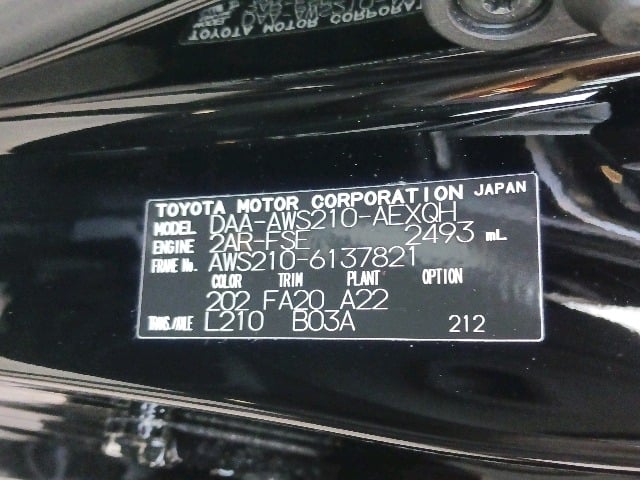 TOYOTA MOTOR CORPORATION JAPAN
MODEL DAA-AWS210-AEXQH
ENGINE 2AR-FSE 2493 mL
FRAME No. AWS210-6137821
COLOR TRIM PLANT OPTION
202 FA20 A22
TRANS./AXLE L210 B03A 212